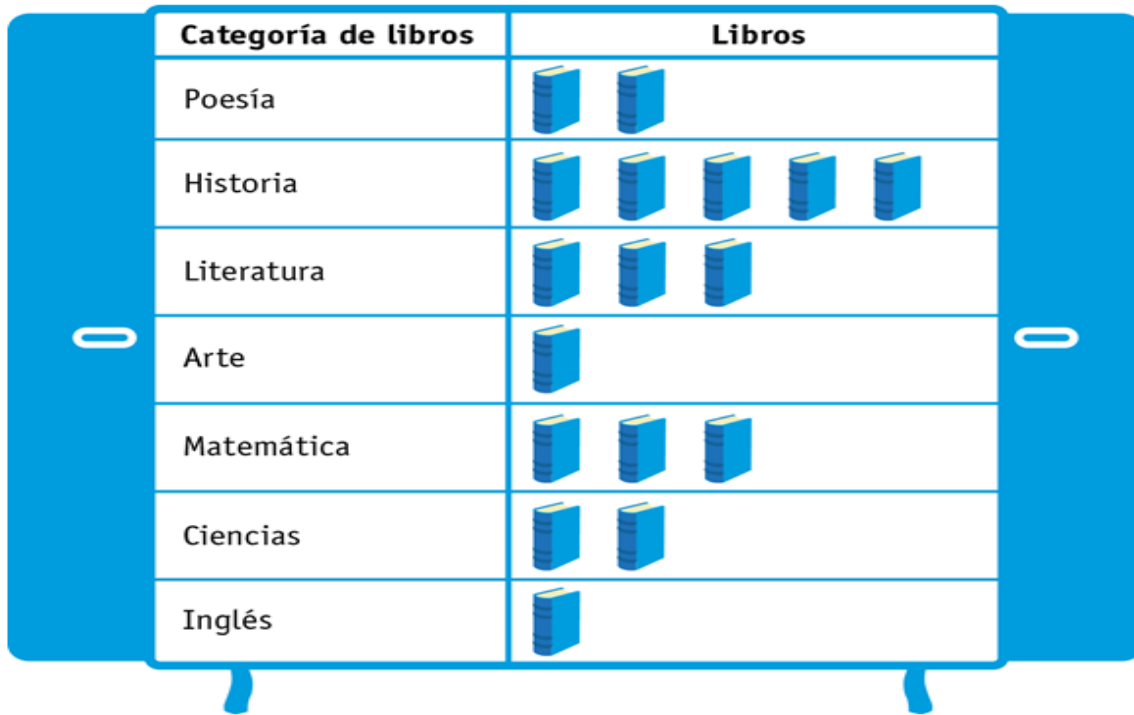 Categoría de libros Libros
Poesía
Historia
Literatura
Arte
Matemática
Ciencias
Inglés